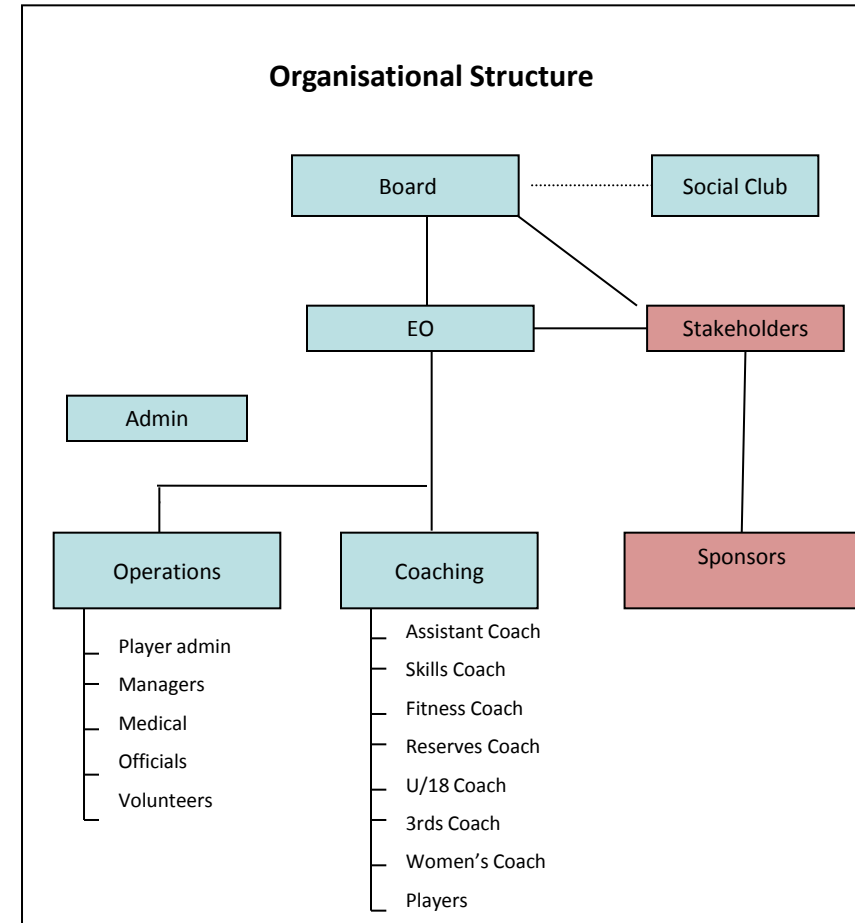 Organisational Structure
Board
Social Club
EO
Stakeholders
Admin
Operations
Coaching
Sponsors
Player admin
Managers
Medical
Officials
Volunteers
Assistant Coach
Skills Coach
Fitness Coach
Reserves Coach
U/18 Coach
3rds Coach
Women’s Coach
Players